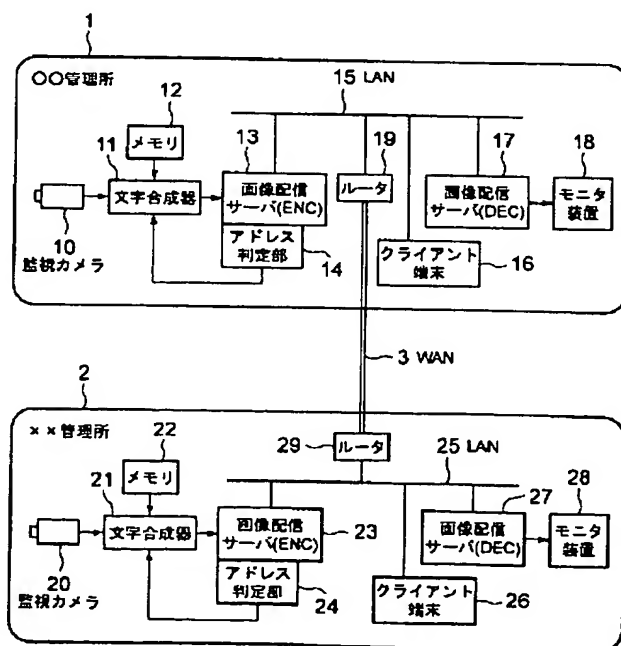 1
○○管理所
15 LAN
12
メモリ
11
文字合成器
13
画像配信
サーバ(ENC)
19
ルータ
17
画像配信
サーバ(DEC)
18
モニタ
装置
10
監視カメラ
アドレス
判定部
14
クライアント
端末
16
3 WAN
2
××管理所
29
ルータ
25 LAN
22
メモリ
21
文字合成器
画像配信
サーバ(ENC)
23
27
画像配信
サーバ(DEC)
28
モニタ
装置
20
監視カメラ
アドレス
判定部
24
クライアント
端末
26